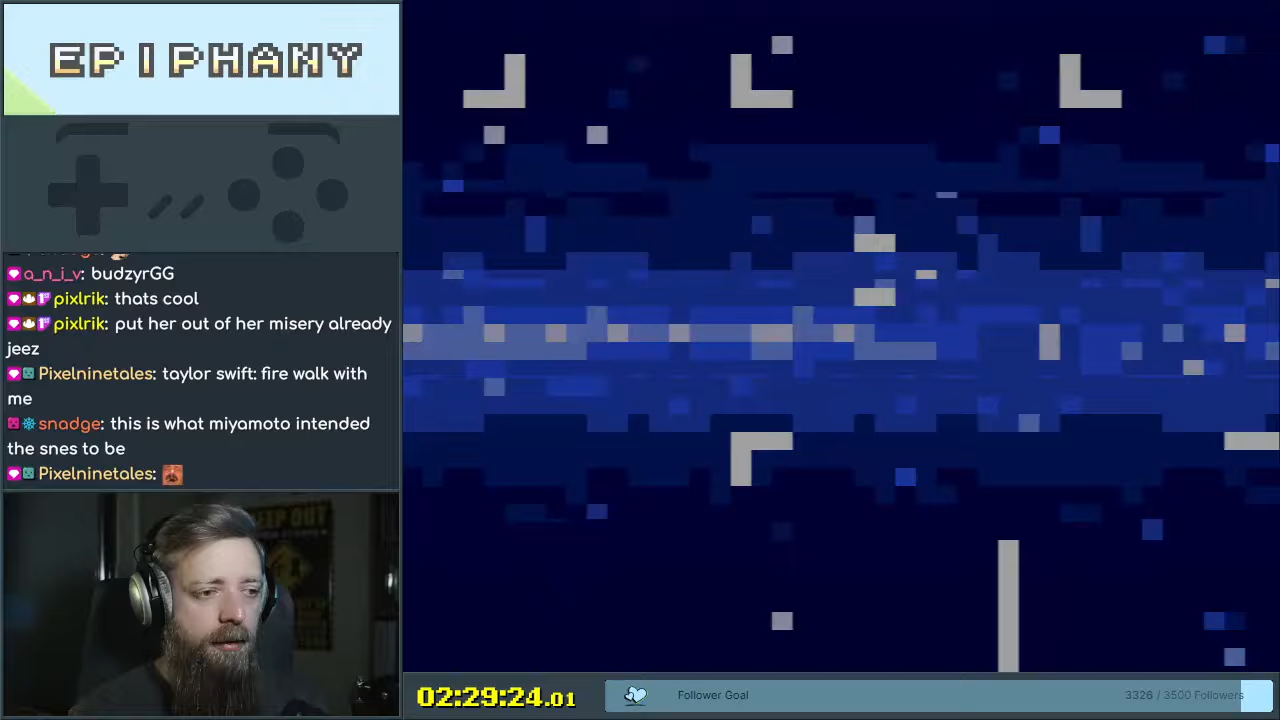 EPIPHANY
a_n_i_v: budzyrGG
pixlrik: thats cool
pixlrik: put her out of her misery already
jeez
Pixelninetales: taylor swift: fire walk with
me
snadge: this is what miyamoto intended
the snes to be
Pixelninetales:
KEEP OUT
02:29:24.01
Follower Goal
3326 / 3500 Followers